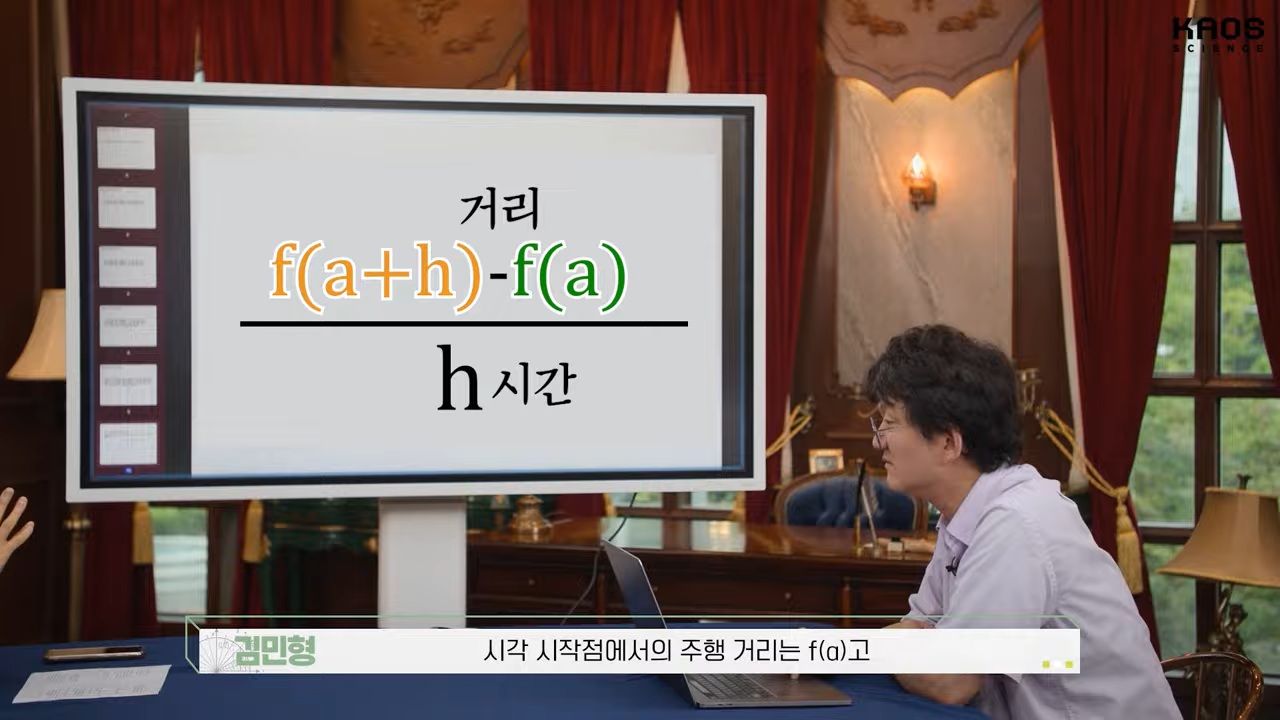 KAOS
SCIENCE
거리
f(a+h)-f(a)
h 시간
김민형
시각 시작점에서의 주행 거리는 f(a)고